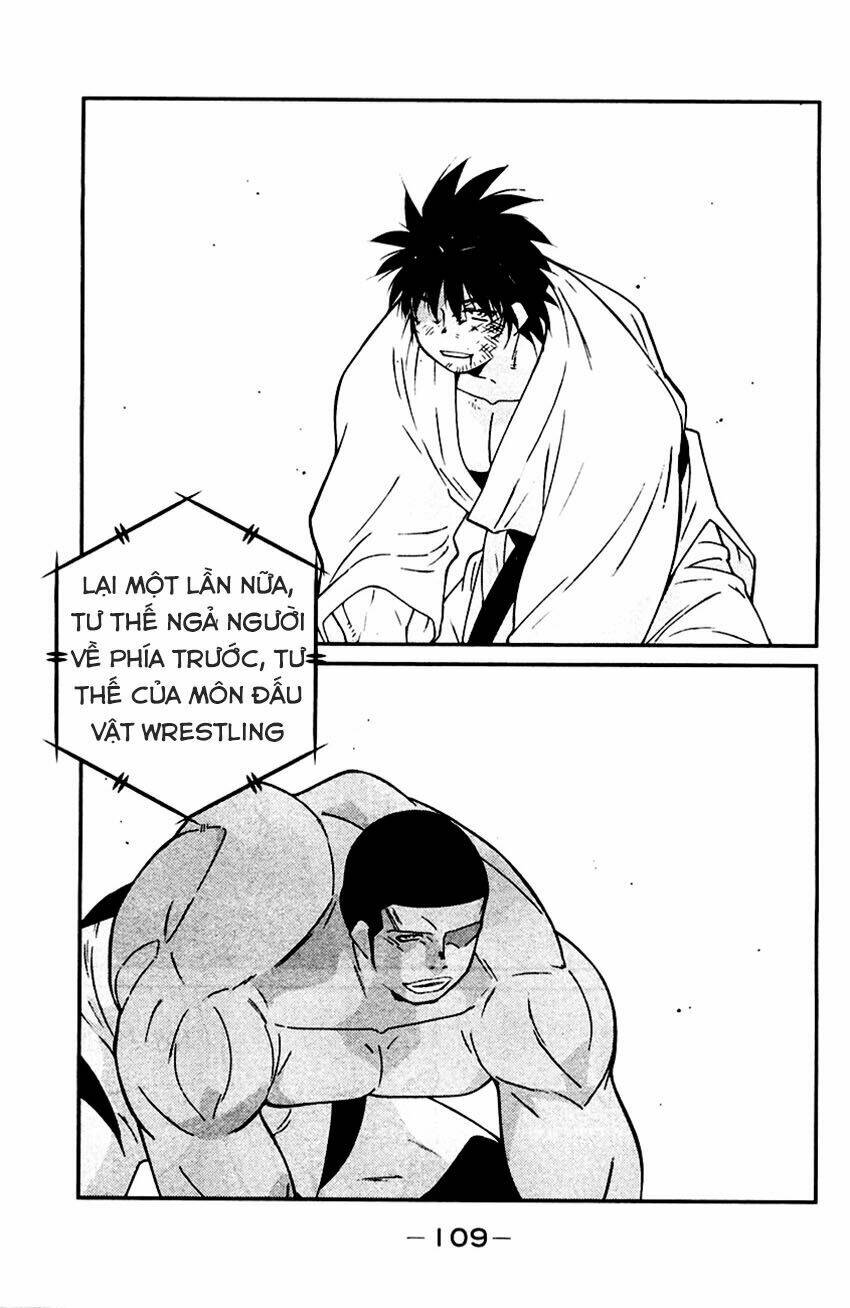 LẠI MỘT LẦN NỮA,
TƯ THẾ NGẢ NGƯỜI
VỀ PHÍA TRƯỚC, TƯ
THẾ CỦA MÔN ĐẤU
VẬT WRESTLING
-109-